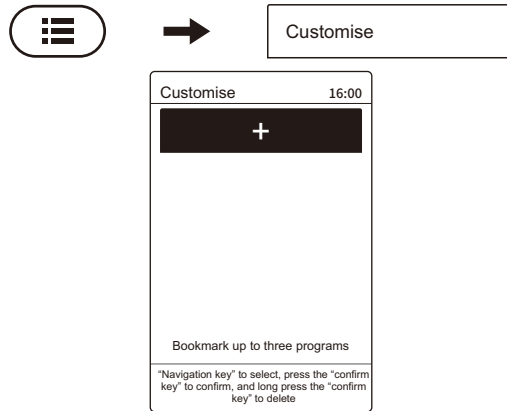 Customise
Customise 16:00
+
Bookmark up to three programs
“Navigation key” to select, press the “confirm
key” to confirm, and long press the “confirm
key” to delete